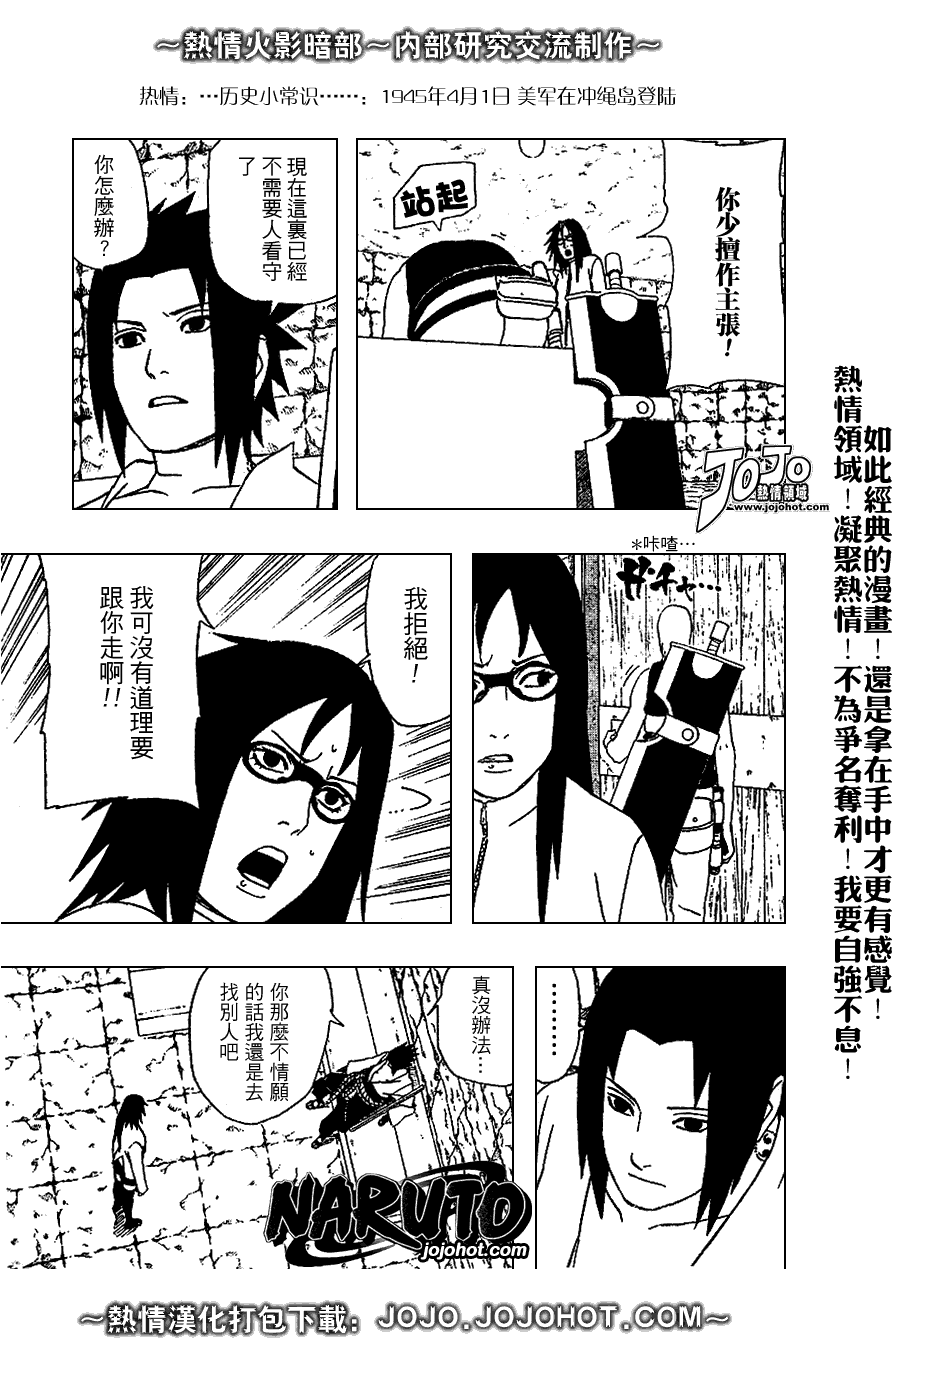 ～熱情火影暗部～内部研究交流制作～
热情：…历史小常识……：1945年4月1日 美军在冲绳岛登陆
你少擅作主張！
站起
現在這裏已經
不需要人看守
了
你怎麼辦？
JOJO
熱情領域
www.jojohot.com
如此經典的漫畫！還是拿在手中才更有感覺！
熱情領域！凝聚熱情！不為爭名奪利！我要自強不息！
*咔喳…
ガチャ…
我拒絕！
我可沒有道理要
跟你走啊!!
………
真沒辦法…
你那麼不情願
的話我還是去
找別人吧
NARUTO
jojohot.com
～熱情漢化打包下載：JOJO.JOJOHOT.COM～